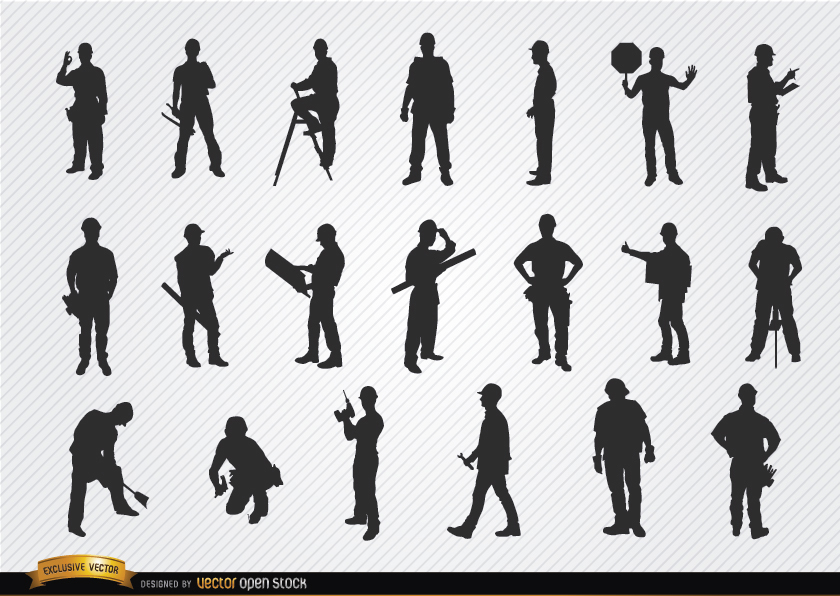 EXCLUSIVE VECTOR
DESIGNED BY vector open stock